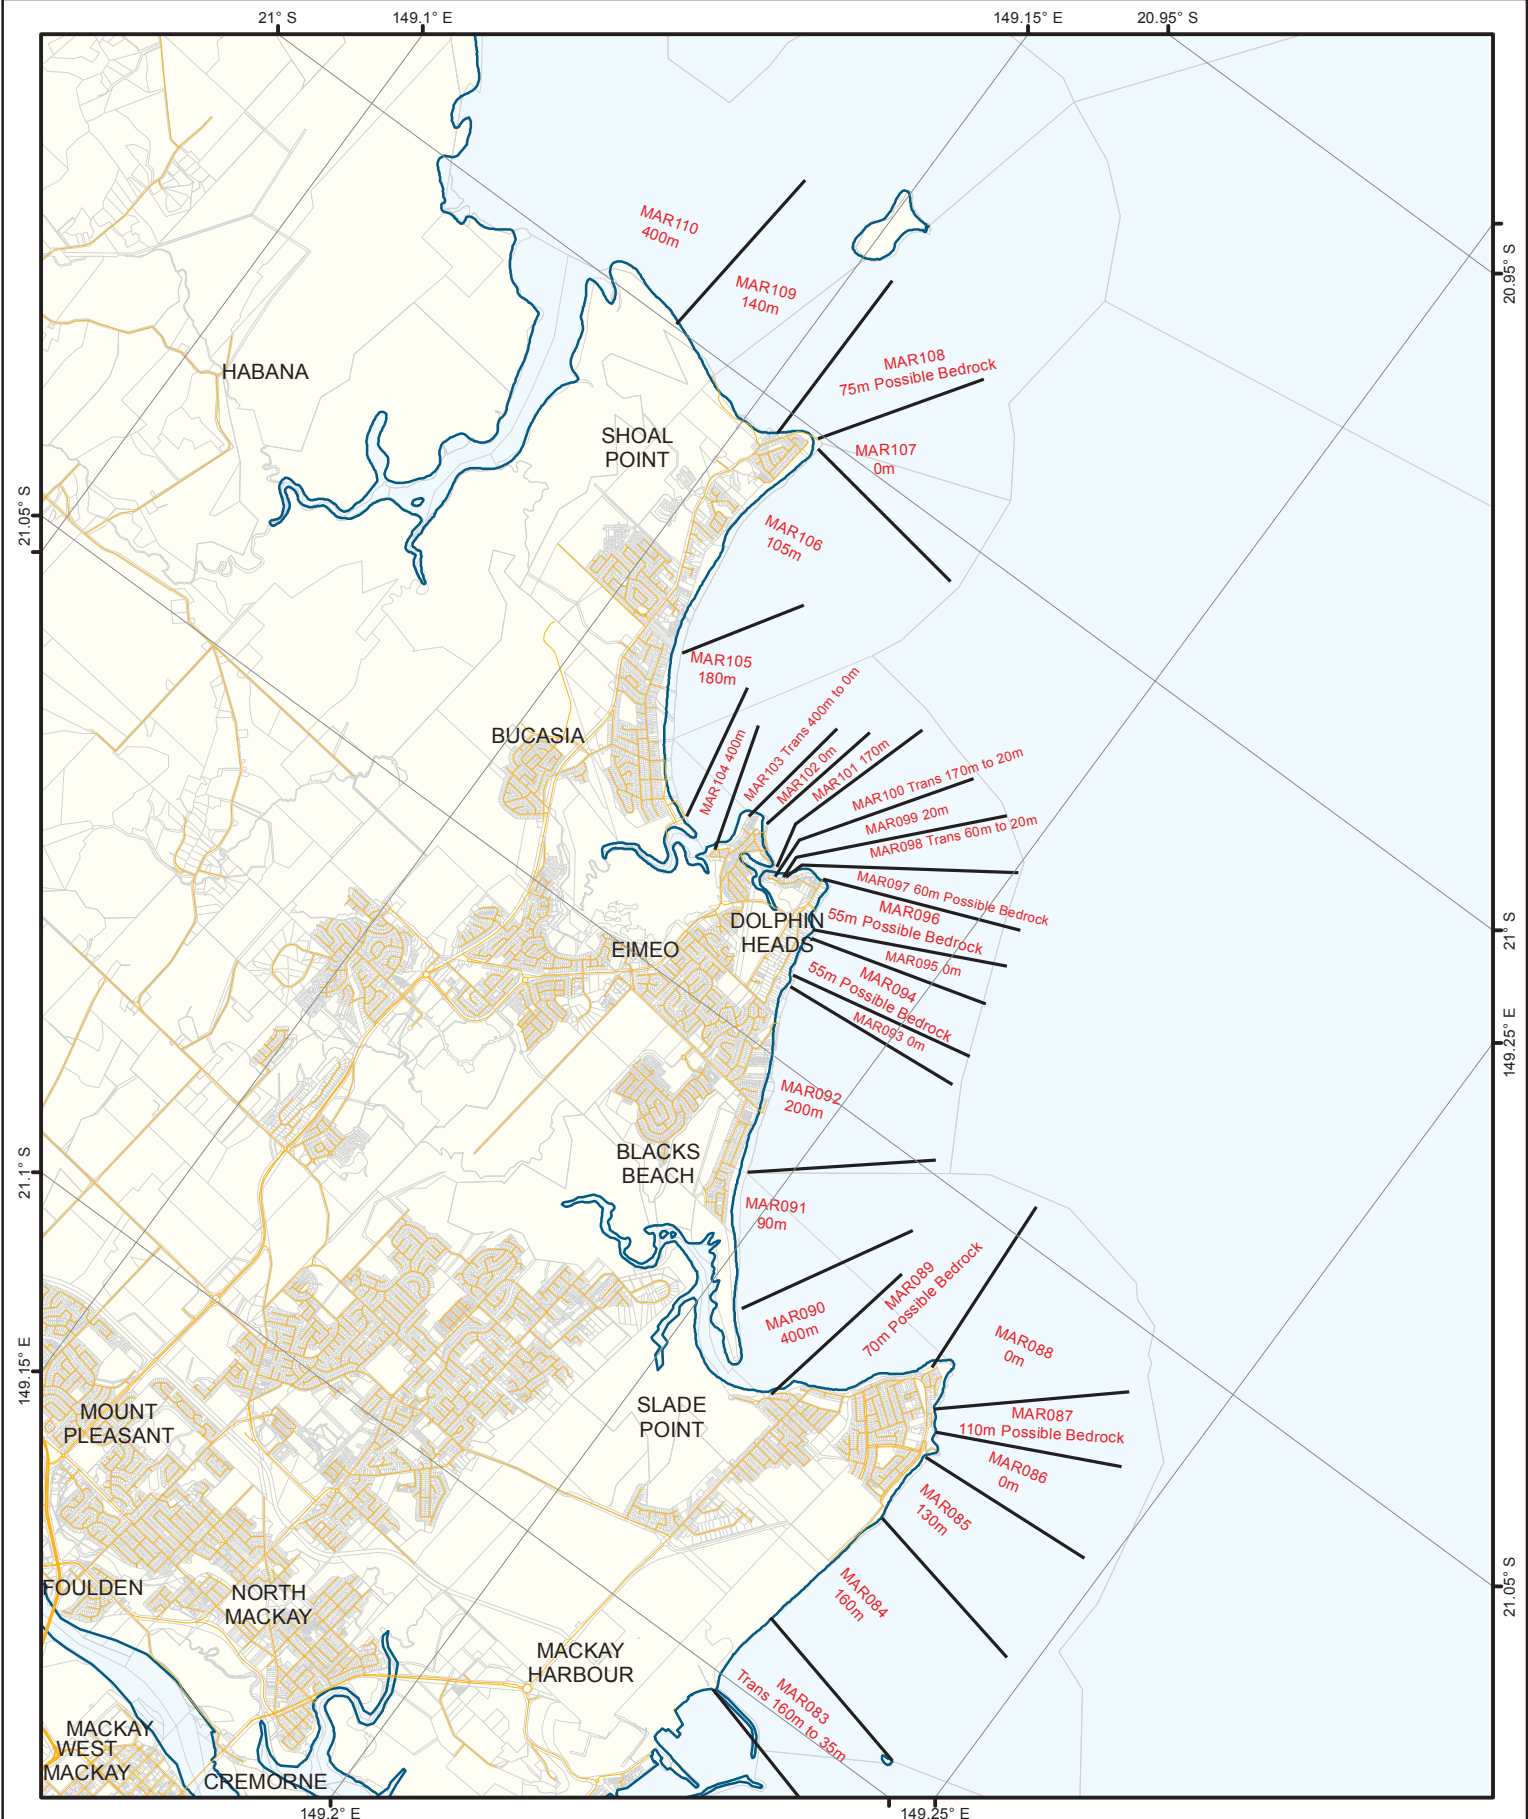 21° S
149.1° E
149.15° E
20.95° S
MAR110
400m
MAR109
140m
20.95° S
HABANA
MAR108
75m Possible Bedrock
SHOAL
POINT
MAR107
0m
21.05° S
MAR106
105m
MAR105
180m
BUCASIA
MAR104 400m
MAR103 Trans 400m to 0m
MAR102 0m
MAR101 170m
MAR100 Trans 170m to 20m
MAR099 20m
MAR098 Trans 60m to 20m
MAR097 60m Possible Bedrock
MAR096
55m Possible Bedrock
DOLPHIN
HEADS
EIMEO
21° S
MAR095 0m
MAR094
55m Possible Bedrock
MAR093 0m
149.25° E
MAR092
200m
BLACKS
BEACH
21.1° S
MAR091
90m
MAR090
400m
MAR089
70m Possible Bedrock
MAR088
0m
149.15° E
SLADE
POINT
MOUNT
PLEASANT
MAR087
110m Possible Bedrock
MAR086
0m
MAR085
130m
MAR084
160m
21.05° S
FOULDEN
NORTH
MACKAY
MACKAY
HARBOUR
MAR083
Trans 160m to 35m
MACKAY
WEST
MACKAY
CREMORNE
149.2° E
149.25° E